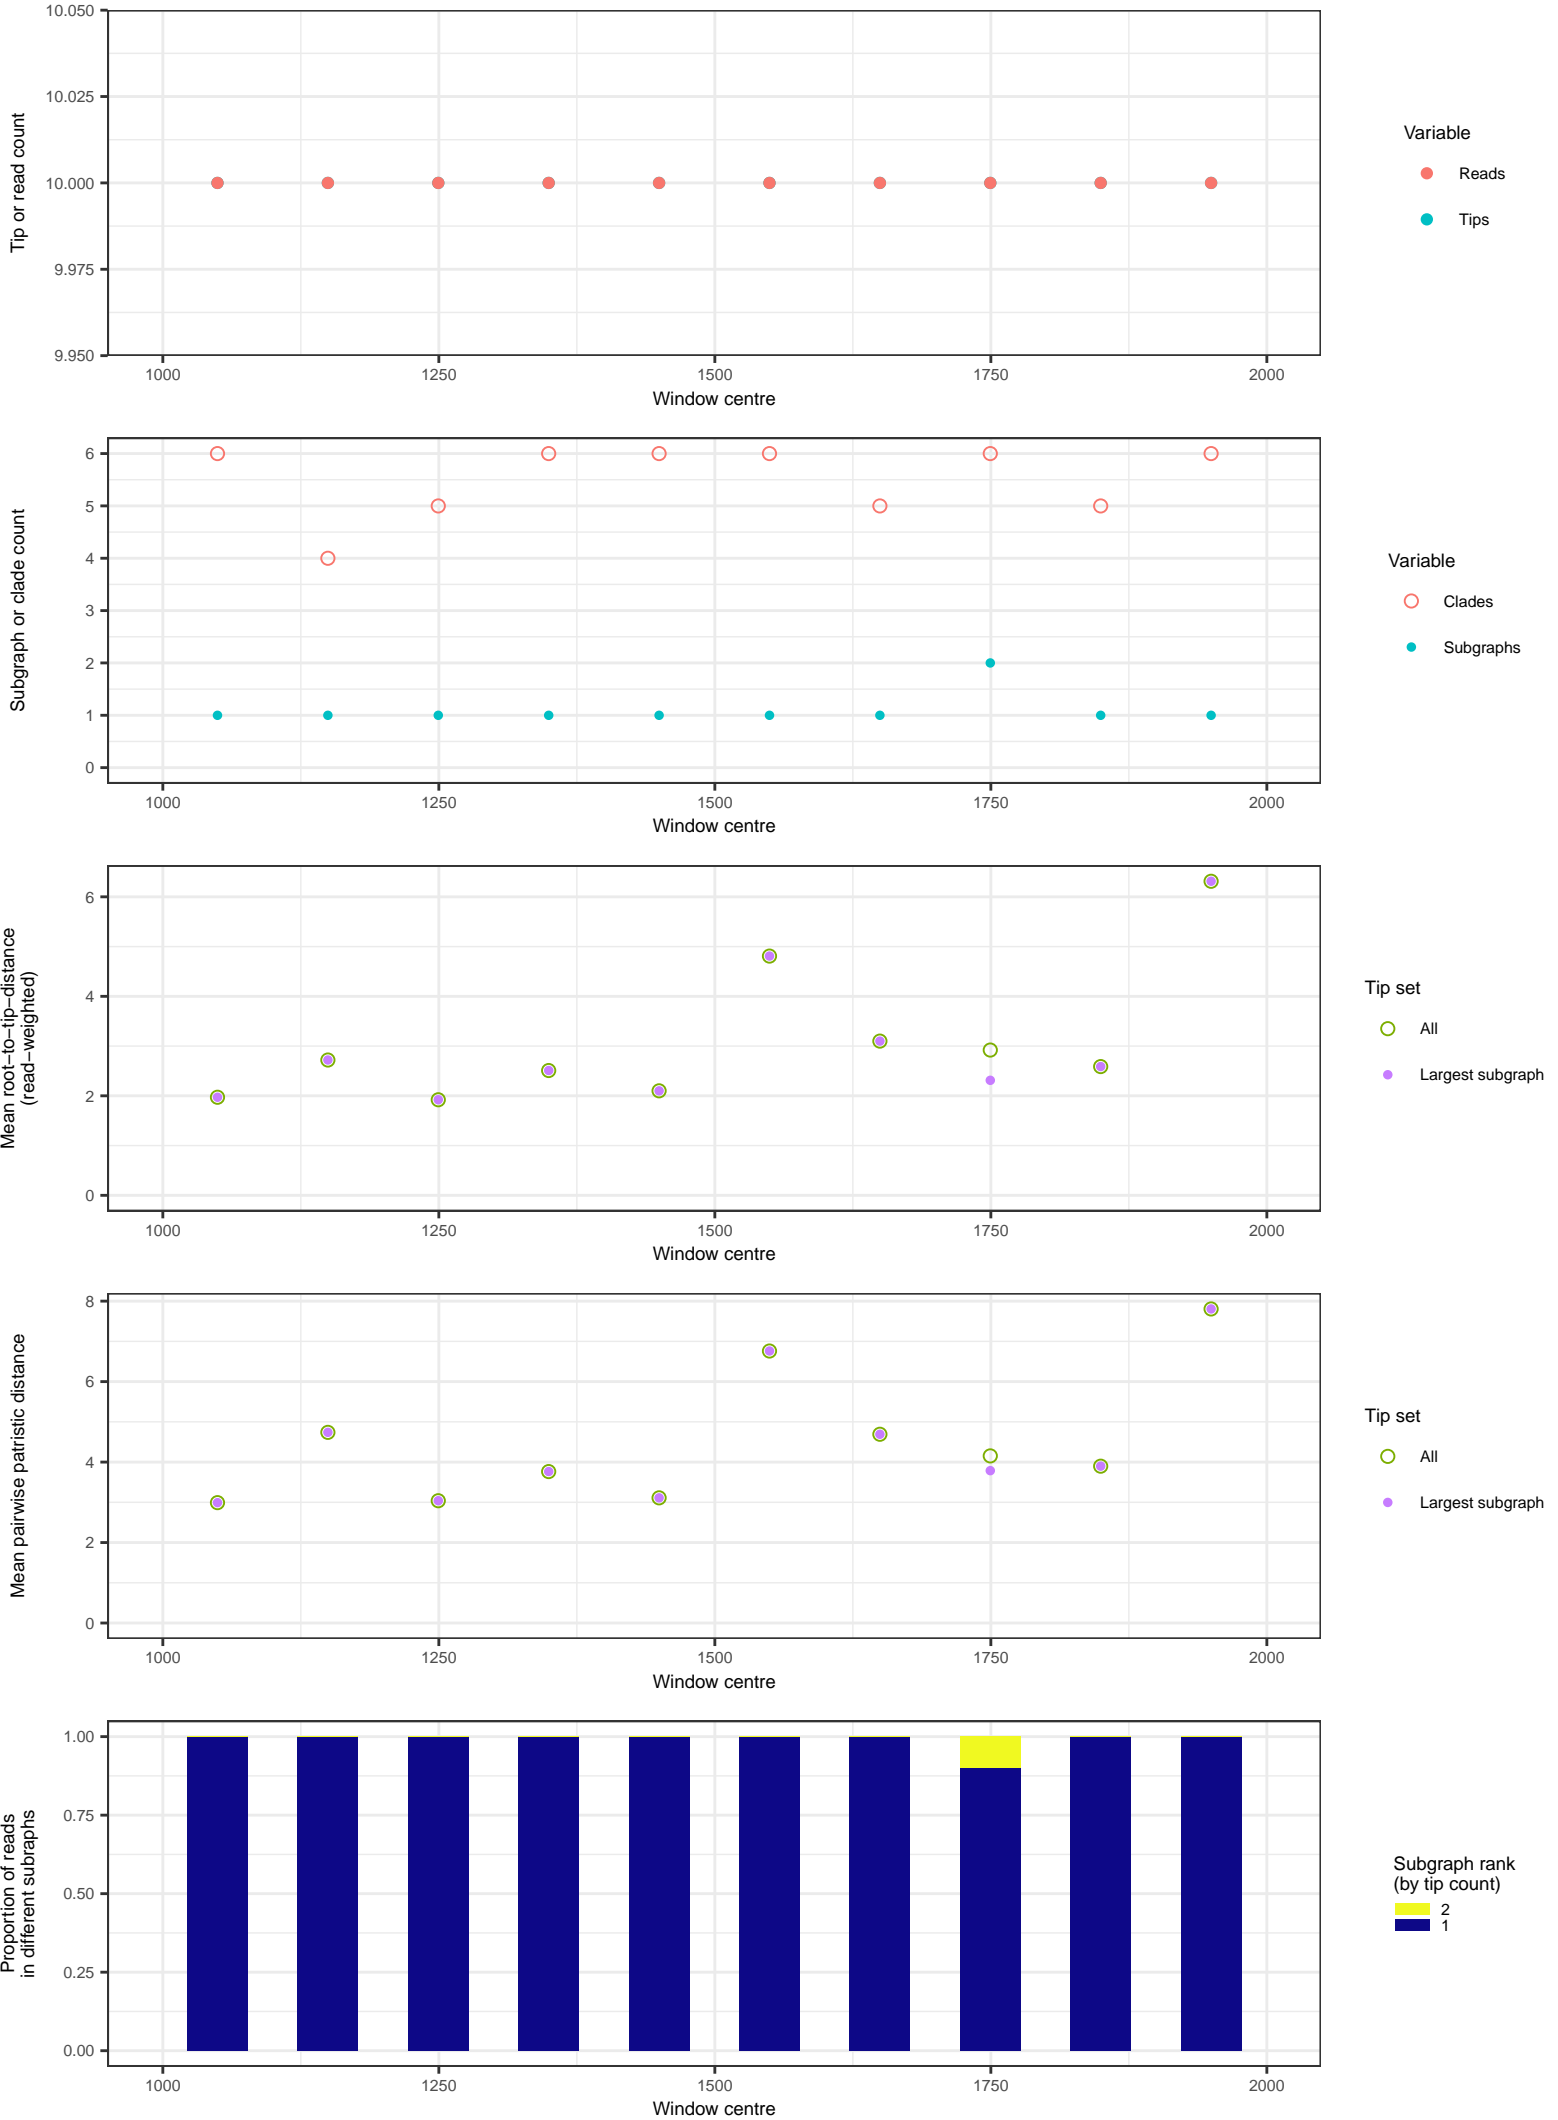 10.050
10.025
10.000
9.975
9.950
Tip or read count
1000 1250 1500 1750 2000
Window centre
Variable
Reads
Tips
6
5
4
3
2
1
0
Subgraph or clade count
1000 1250 1500 1750 2000
Window centre
Variable
Clades
Subgraphs
6
4
2
0
Mean root−to−tip−distance
(read−weighted)
1000 1250 1500 1750 2000
Window centre
Tip set
All
Largest subgraph
8
6
4
2
0
Mean pairwise patristic distance
1000 1250 1500 1750 2000
Window centre
Tip set
All
Largest subgraph
1.00
0.75
0.50
0.25
0.00
Proportion of reads
in different subraphs
1000 1250 1500 1750 2000
Window centre
Subgraph rank
(by tip count)
2
1